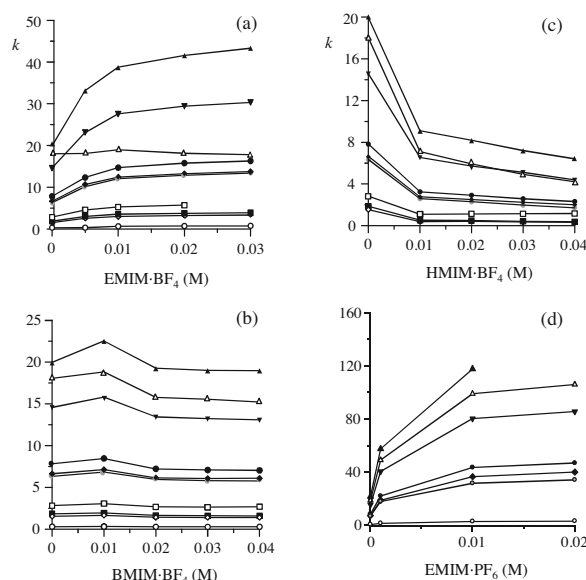 (a)
k
50
40
30
20
10
0
0 0.01 0.02 0.03
EMIM·BF4 (M)
(c)
k
20
16
12
8
4
0
0 0.01 0.02 0.03 0.04
HMIM·BF4 (M)
(b)
25
20
15
10
5
0
0 0.01 0.02 0.03 0.04
BMIM·BF4 (M)
(d)
160
120
80
40
0
0 0.01 0.02
EMIM·PF6 (M)